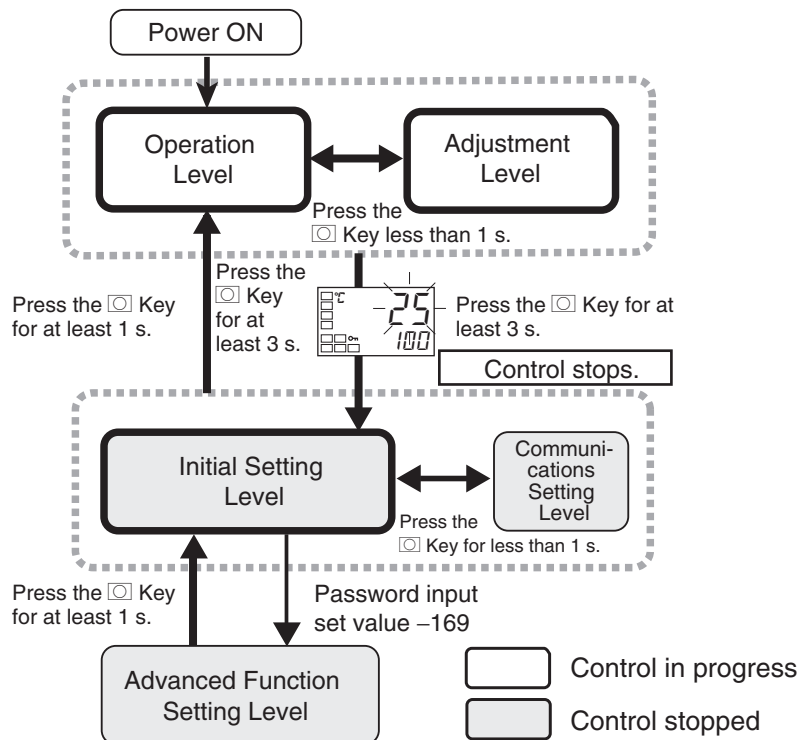 Power ON
Operation
Level
Adjustment
Level
Press the
Key less than 1 s.
Press the Key
for at least 1 s.
Press the
Key
for at
least 3 s.
°C
25
100
Press the Key for at
least 3 s.
Control stops.
Initial Setting
Level
Communi-
cations
Setting
Level
Press the
Key for less than 1 s.
Press the Key
for at least 1 s.
Password input
set value –169
Advanced Function
Setting Level
Control in progress
Control stopped